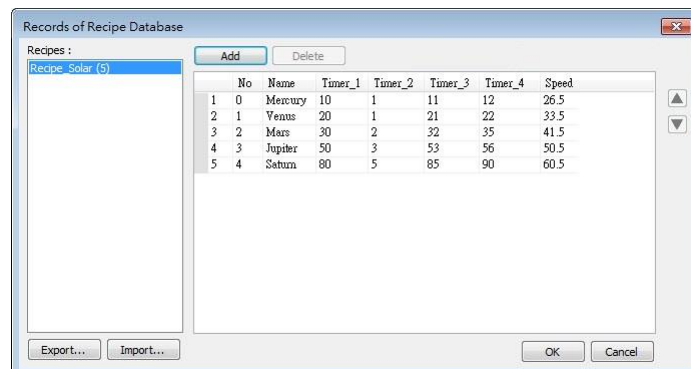 Records of Recipe Database
Recipes :
Recipe_Solar (5)
Add Delete
No Name Timer_1 Timer_2 Timer_3 Timer_4 Speed
1 0 Mercury 10 1 11 12 26.5
2 1 Venus 20 1 21 22 33.5
3 2 Mars 30 2 32 35 41.5
4 3 Jupiter 50 3 53 56 50.5
5 4 Saturn 80 5 85 90 60.5
Export... Import... OK Cancel